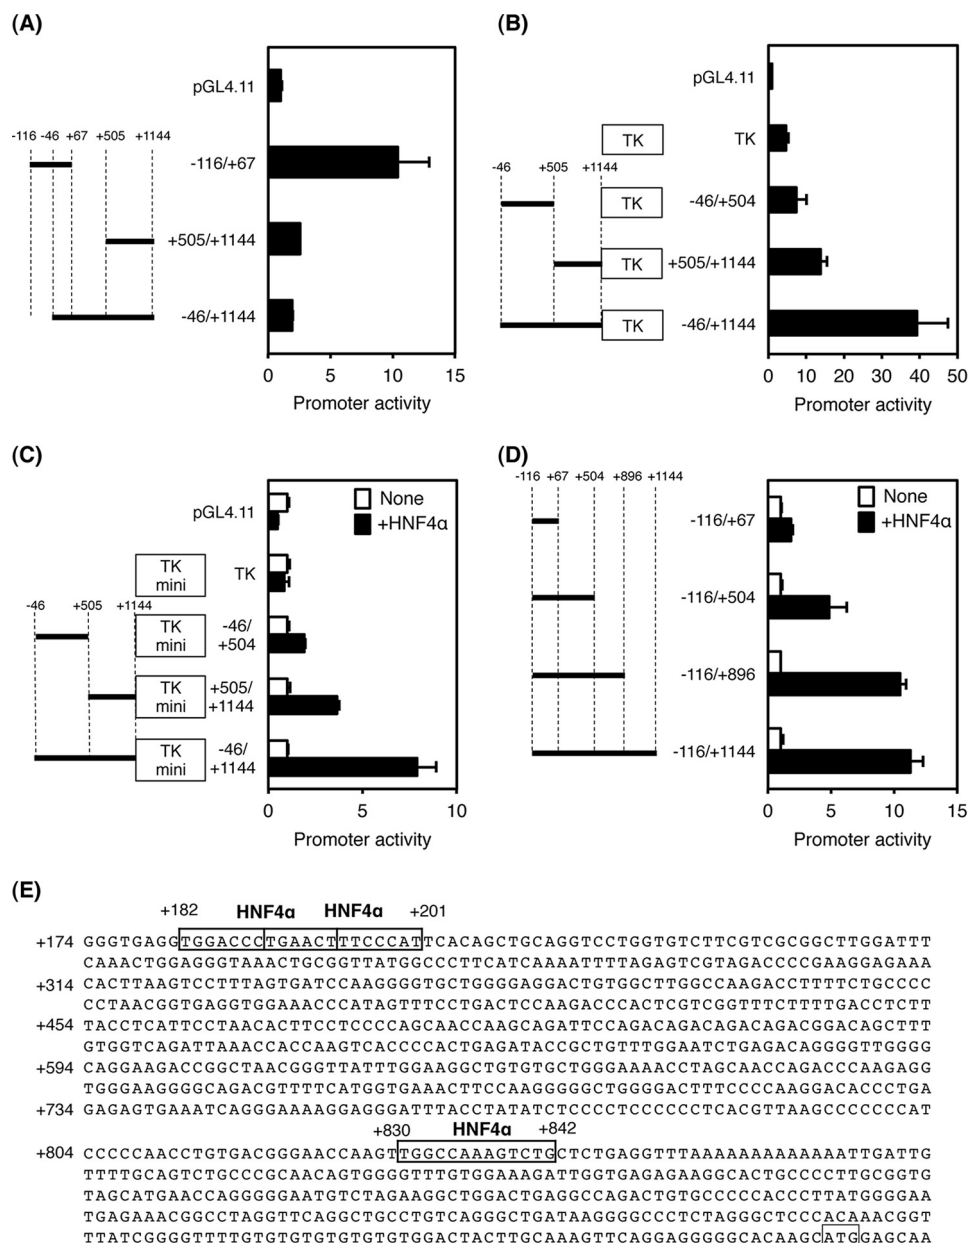 (A)
pGL4.11
-116 -46 +67 +505 +1144
-116/+67
+505/+1144
-46/+1144
0 5 10 15
Promoter activity
(B)
pGL4.11
TK TK
-46 +505 +1144
TK -46/+504
TK +505/+1144
TK -46/+1144
0 10 20 30 40 50
Promoter activity
(C)
None
+HNF4α
pGL4.11
TK mini TK
-46 +505 +1144
TK mini -46/+504
TK mini +505/+1144
TK mini -46/+1144
0 5 10
Promoter activity
(D)
-116 +67 +504 +896 +1144
None
+HNF4α
-116/+67
-116/+504
-116/+896
-116/+1144
0 5 10 15
Promoter activity
(E)
+182 HNF4α HNF4α +201
+174 GGGTGAGGTGGACCCTGAACTTTCCCATTCACAGCTGCAGGTCCTGGTGTCTTCGTCGCGGCTTGGATTT
CAAACTGGAGGGTAAACTGCGGTTATGGCCCTTCATCAAAATTTTAGAGTCGTAGACCCCGAAGGAGAAA
+314 CACTTAAGTCCTTTAGTGATCCAAGGGGTGCTGGGGAGGACTGTGGCTTGGCCAAGACCTTTTCTGCCCC
CCTAACGGTGAGGTGGAACCCATAGTTTCCTGACTCCAAGACCCACTCGTCGGTTTCTTTTGACCTCTT
+454 TACCTCATTCCTAACACTTCCTCCCCAGCAACCAAGCAGATTCCAGACAGACAGACAGACGGACAGCTTT
GTGGTCAGATTAAACCACCAAGTCACCCCACTGAGATACCGCTGTTTGGAATCTGAGACAGGGGTTGGGG
+594 CAGGAAGACCGGCTAACGGGTTATTTGGAAGGCTGTGTGCTGGGAAAACCTAGCAACCAGACCCAAGAGG
TGGGAAGGGGCAGACGTTTTCATGGTGAAACTTCCAAGGGGGCTGGGGACTTTCCCCAAGGACACCCTGA
+734 GAGAGTGAAATCAGGGAAAAGGAGGGATTTACCTATATCTCCCCTCCCCCCTCACGTTAAGCCCCCCCAT
+830 HNF4α +842
+804 CCCCCAACCTGTGACGGGAACCAAGTTGGCCAAAGTCTGCTCTGAGGTTTAAAAAAAAAAAAAATTGATTG
TTTTGCAGTCTGCCCGCAACAGTGGGGTTTGTGGAAAGATTGGTGAGAGAAGGCACTGCCCCTTGCGGTG
TAGCATGAACCAGGGGGAATGTCTAGAAGGCTGGACTGAGGCCAGACTGTGCCCCCACCCTTATGGGGAA
TGAGAAACGGCCTAGGTTCAGGCTGCCTGTCAGGGCTGATAAGGGGCCCTCTAGGGCTCCCACAAACGGT
TTATCGGGGTTTTGTGTGTGTGTGTGTGGACTACTTGCAAAGTTCAGGAGGGGGCACAAGCATGGAGCAA